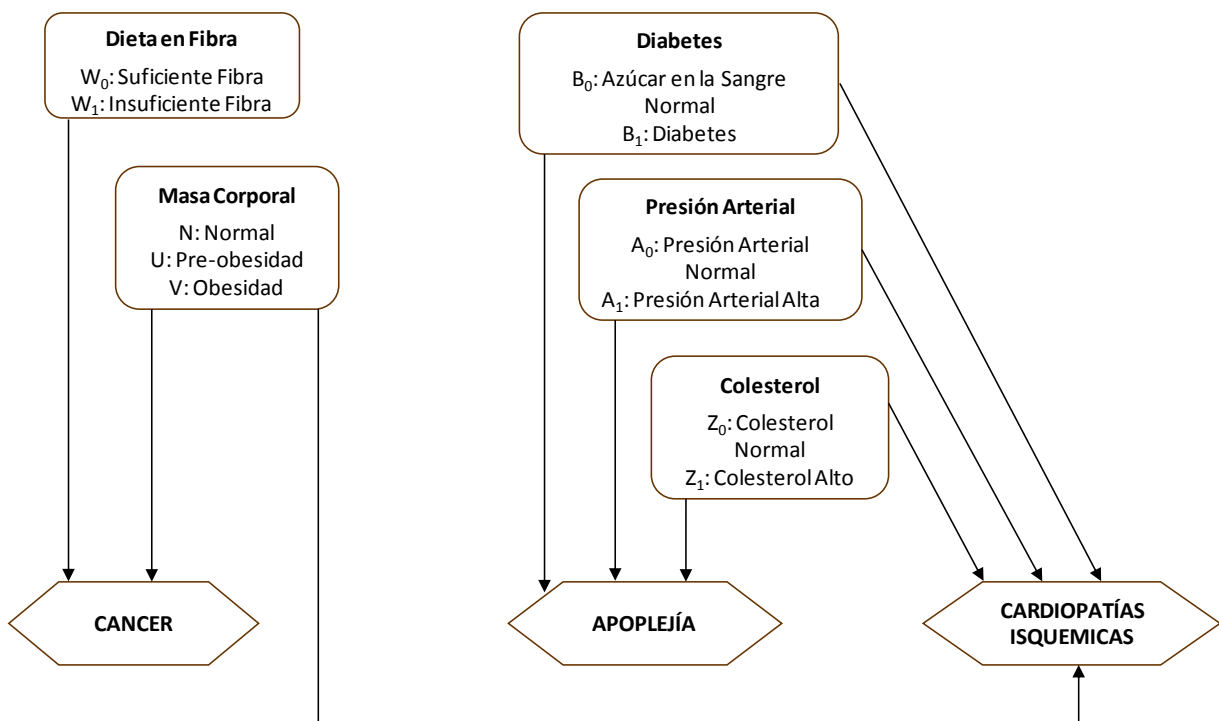 Dieta en Fibra
W₀: Suficiente Fibra
W₁: Insuficiente Fibra
Masa Corporal
N: Normal
U: Pre-obesidad
V: Obesidad
Diabetes
B₀: Azúcar en la Sangre
Normal
B₁: Diabetes
Presión Arterial
A₀: Presión Arterial
Normal
A₁: Presión Arterial Alta
Colesterol
Z₀: Colesterol
Normal
Z₁: Colesterol Alto
CANCER
APOPLEJÍA
CARDIOPATÍAS
ISQUEMICAS